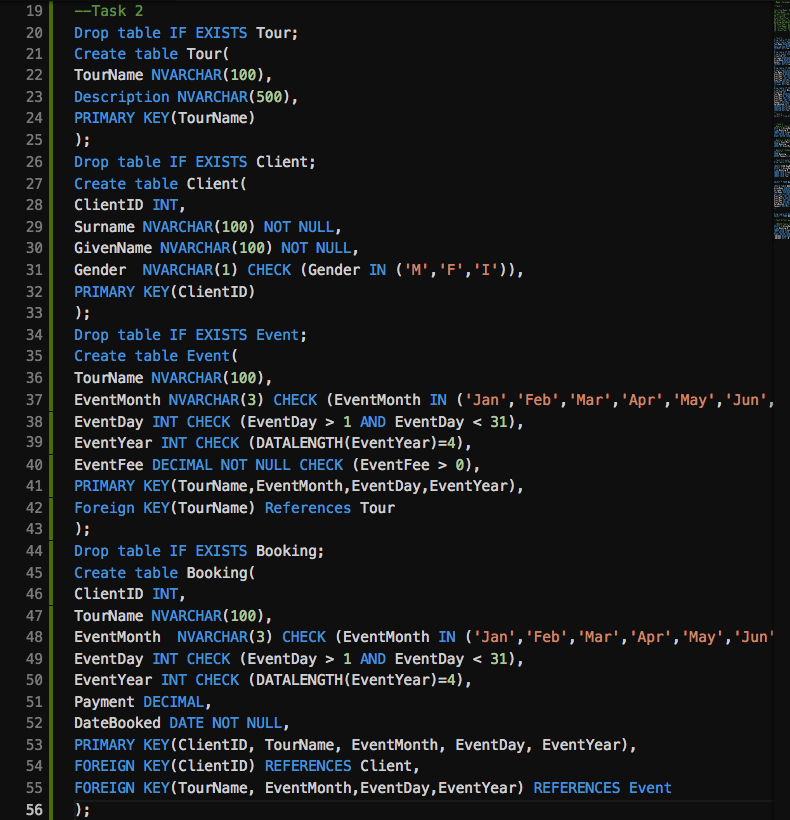 19 --Task 2
20 Drop table IF EXISTS Tour;
21 Create table Tour(
22 TourName NVARCHAR(100),
23 Description NVARCHAR(500),
24 PRIMARY KEY(TourName)
25 );
26 Drop table IF EXISTS Client;
27 Create table Client(
28 ClientID INT,
29 Surname NVARCHAR(100) NOT NULL,
30 GivenName NVARCHAR(100) NOT NULL,
31 Gender  NVARCHAR(1) CHECK (Gender IN ('M','F','I')),
32 PRIMARY KEY(ClientID)
33 );
34 Drop table IF EXISTS Event;
35 Create table Event(
36 TourName NVARCHAR(100),
37 EventMonth NVARCHAR(3) CHECK (EventMonth IN ('Jan','Feb','Mar','Apr','May','Jun',
38 EventDay INT CHECK (EventDay > 1 AND EventDay < 31),
39 EventYear INT CHECK (DATALENGTH(EventYear)=4),
40 EventFee DECIMAL NOT NULL CHECK (EventFee > 0),
41 PRIMARY KEY(TourName,EventMonth,EventDay,EventYear),
42 Foreign KEY(TourName) References Tour
43 );
44 Drop table IF EXISTS Booking;
45 Create table Booking(
46 ClientID INT,
47 TourName NVARCHAR(100),
48 EventMonth  NVARCHAR(3) CHECK (EventMonth IN ('Jan','Feb','Mar','Apr','May','Jun'
49 EventDay INT CHECK (EventDay > 1 AND EventDay < 31),
50 EventYear INT CHECK (DATALENGTH(EventYear)=4),
51 Payment DECIMAL,
52 DateBooked DATE NOT NULL,
53 PRIMARY KEY(ClientID, TourName, EventMonth, EventDay, EventYear),
54 FOREIGN KEY(ClientID) REFERENCES Client,
55 FOREIGN KEY(TourName, EventMonth,EventDay,EventYear) REFERENCES Event
56 );